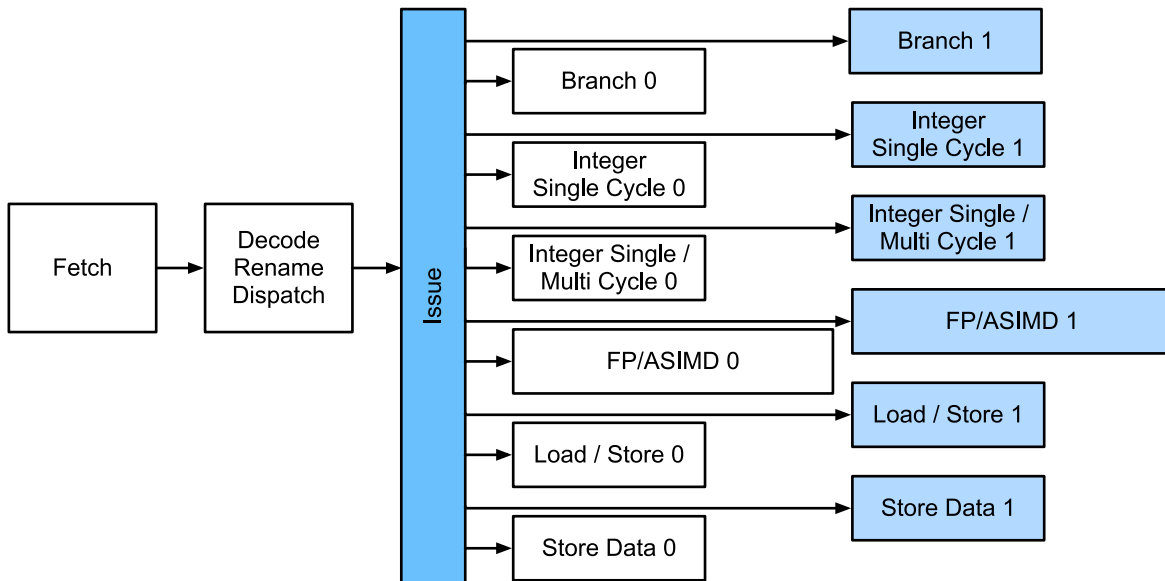 Fetch
Decode
Rename
Dispatch
Issue
Branch 1
Branch 0
Integer
Single Cycle 1
Integer
Single Cycle 0
Integer Single /
Multi Cycle 1
Integer Single /
Multi Cycle 0
FP/ASIMD 1
FP/ASIMD 0
Load / Store 1
Load / Store 0
Store Data 1
Store Data 0